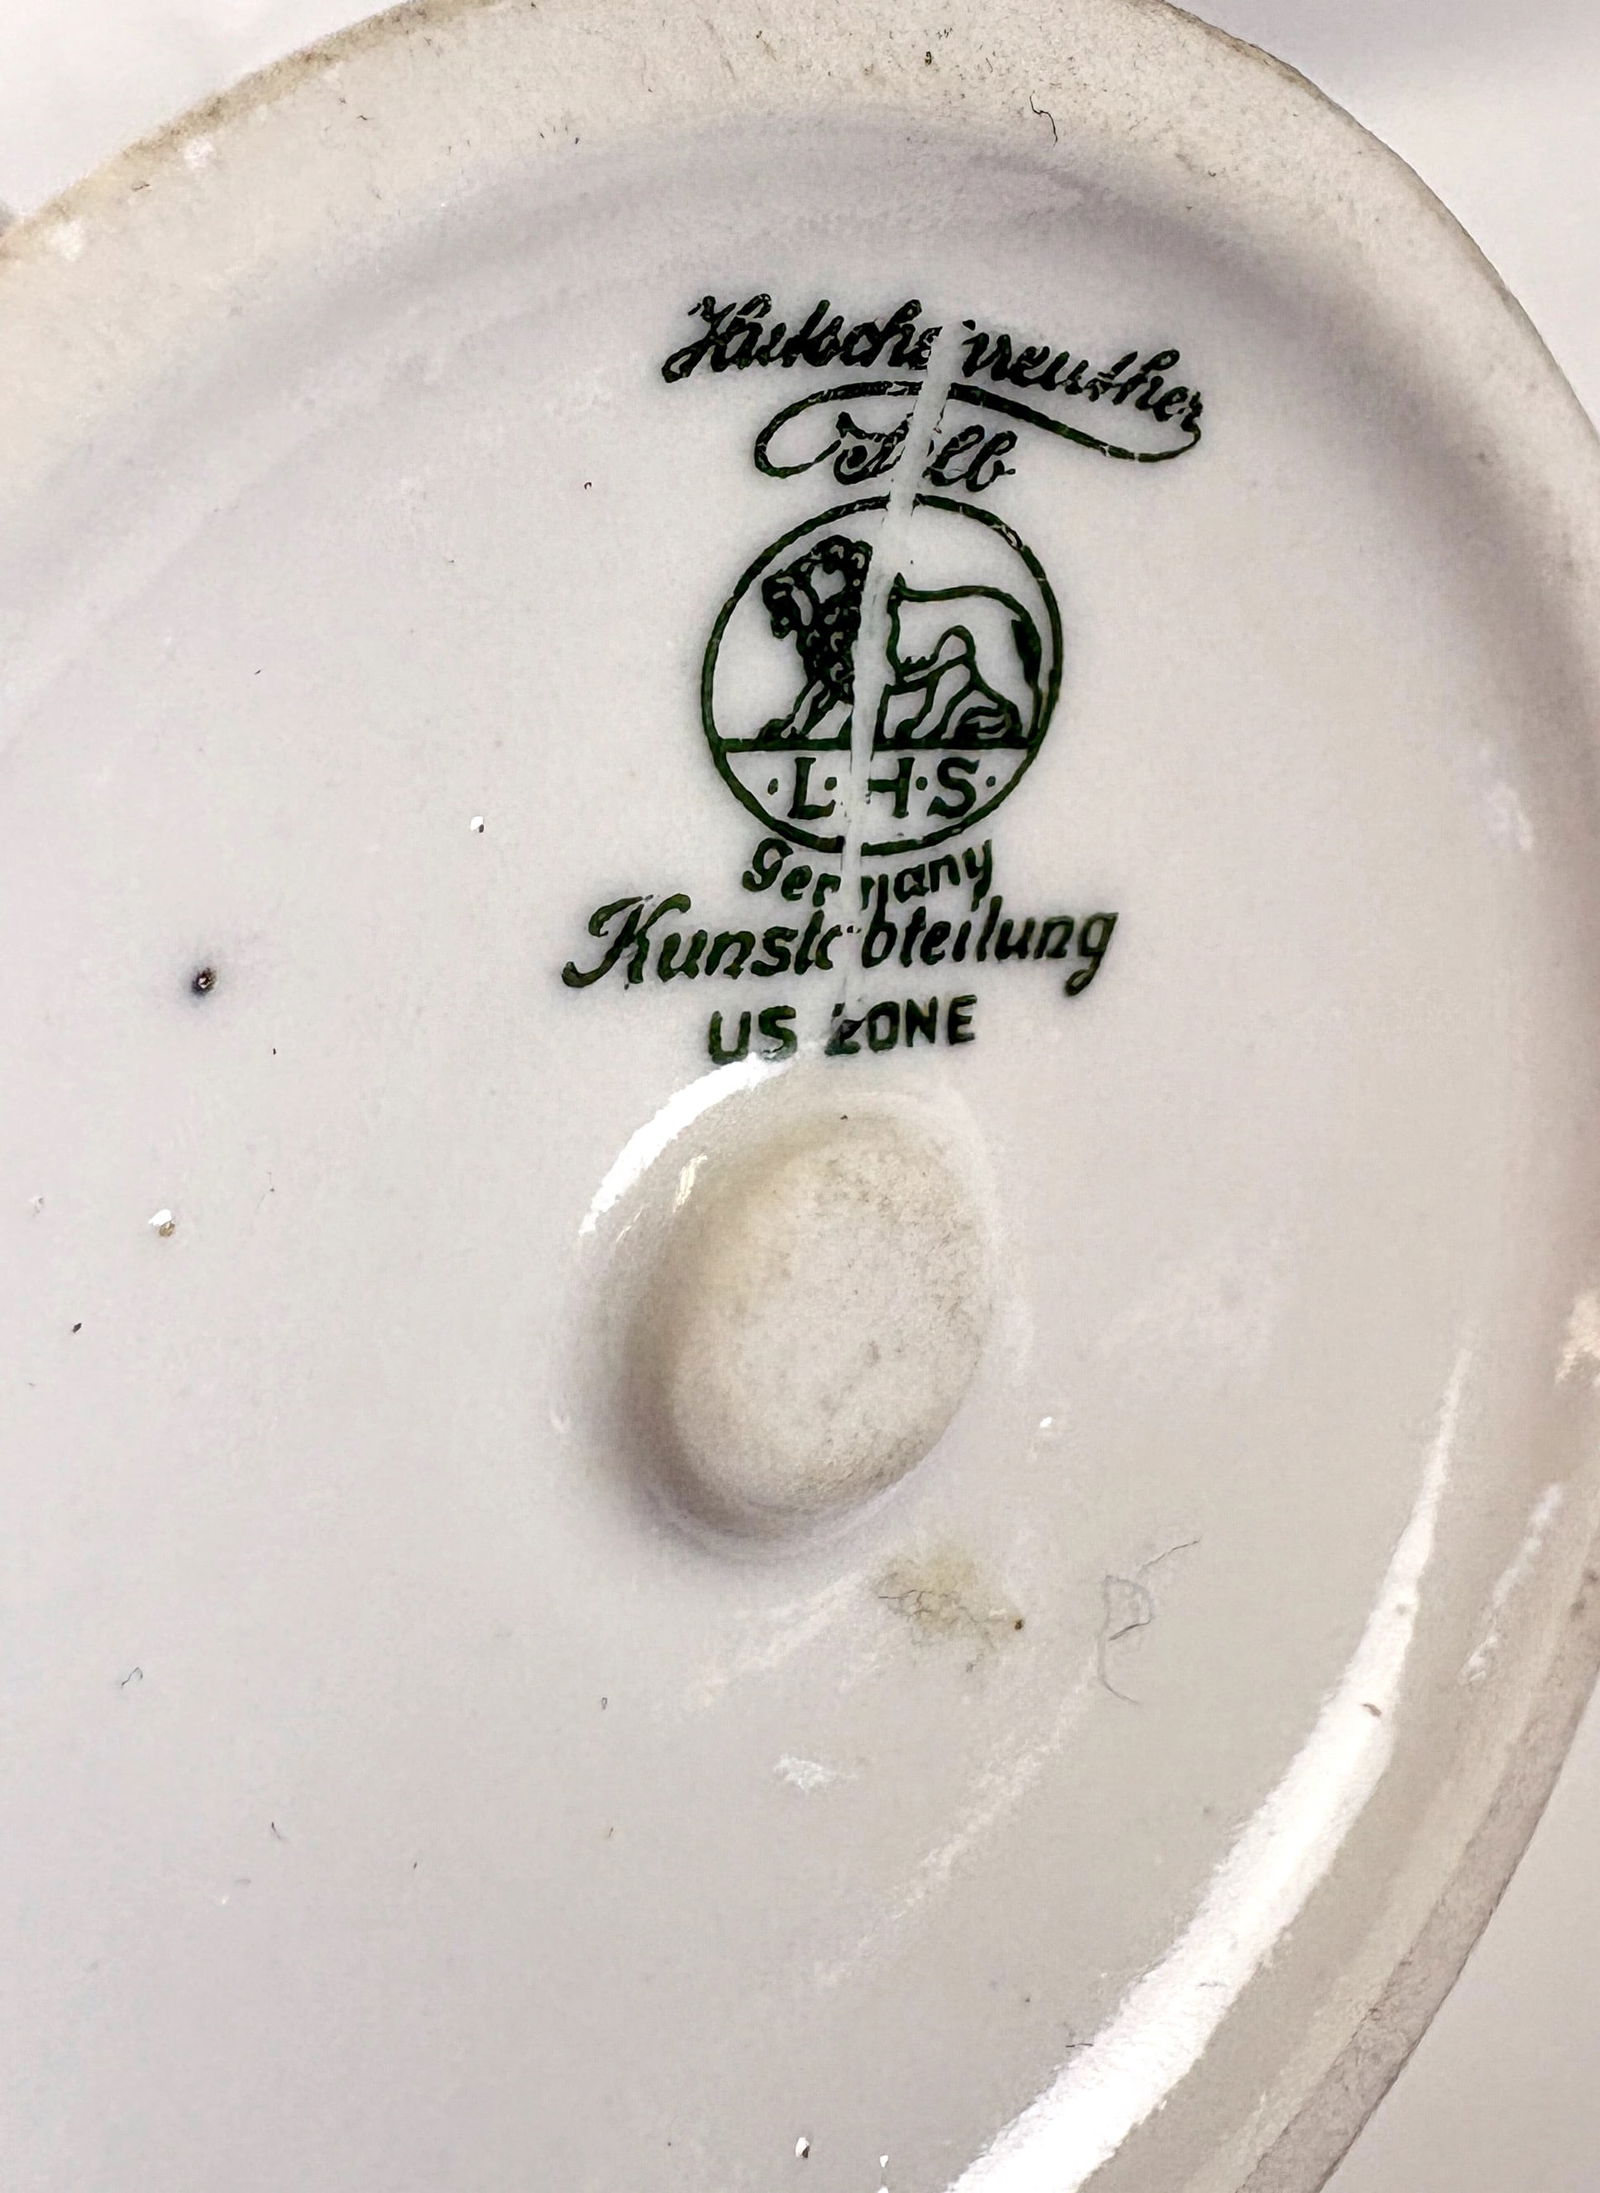 Hutschenreuther
Selb
·L·H·S·
Germany
Kunstabteilung
US ZONE